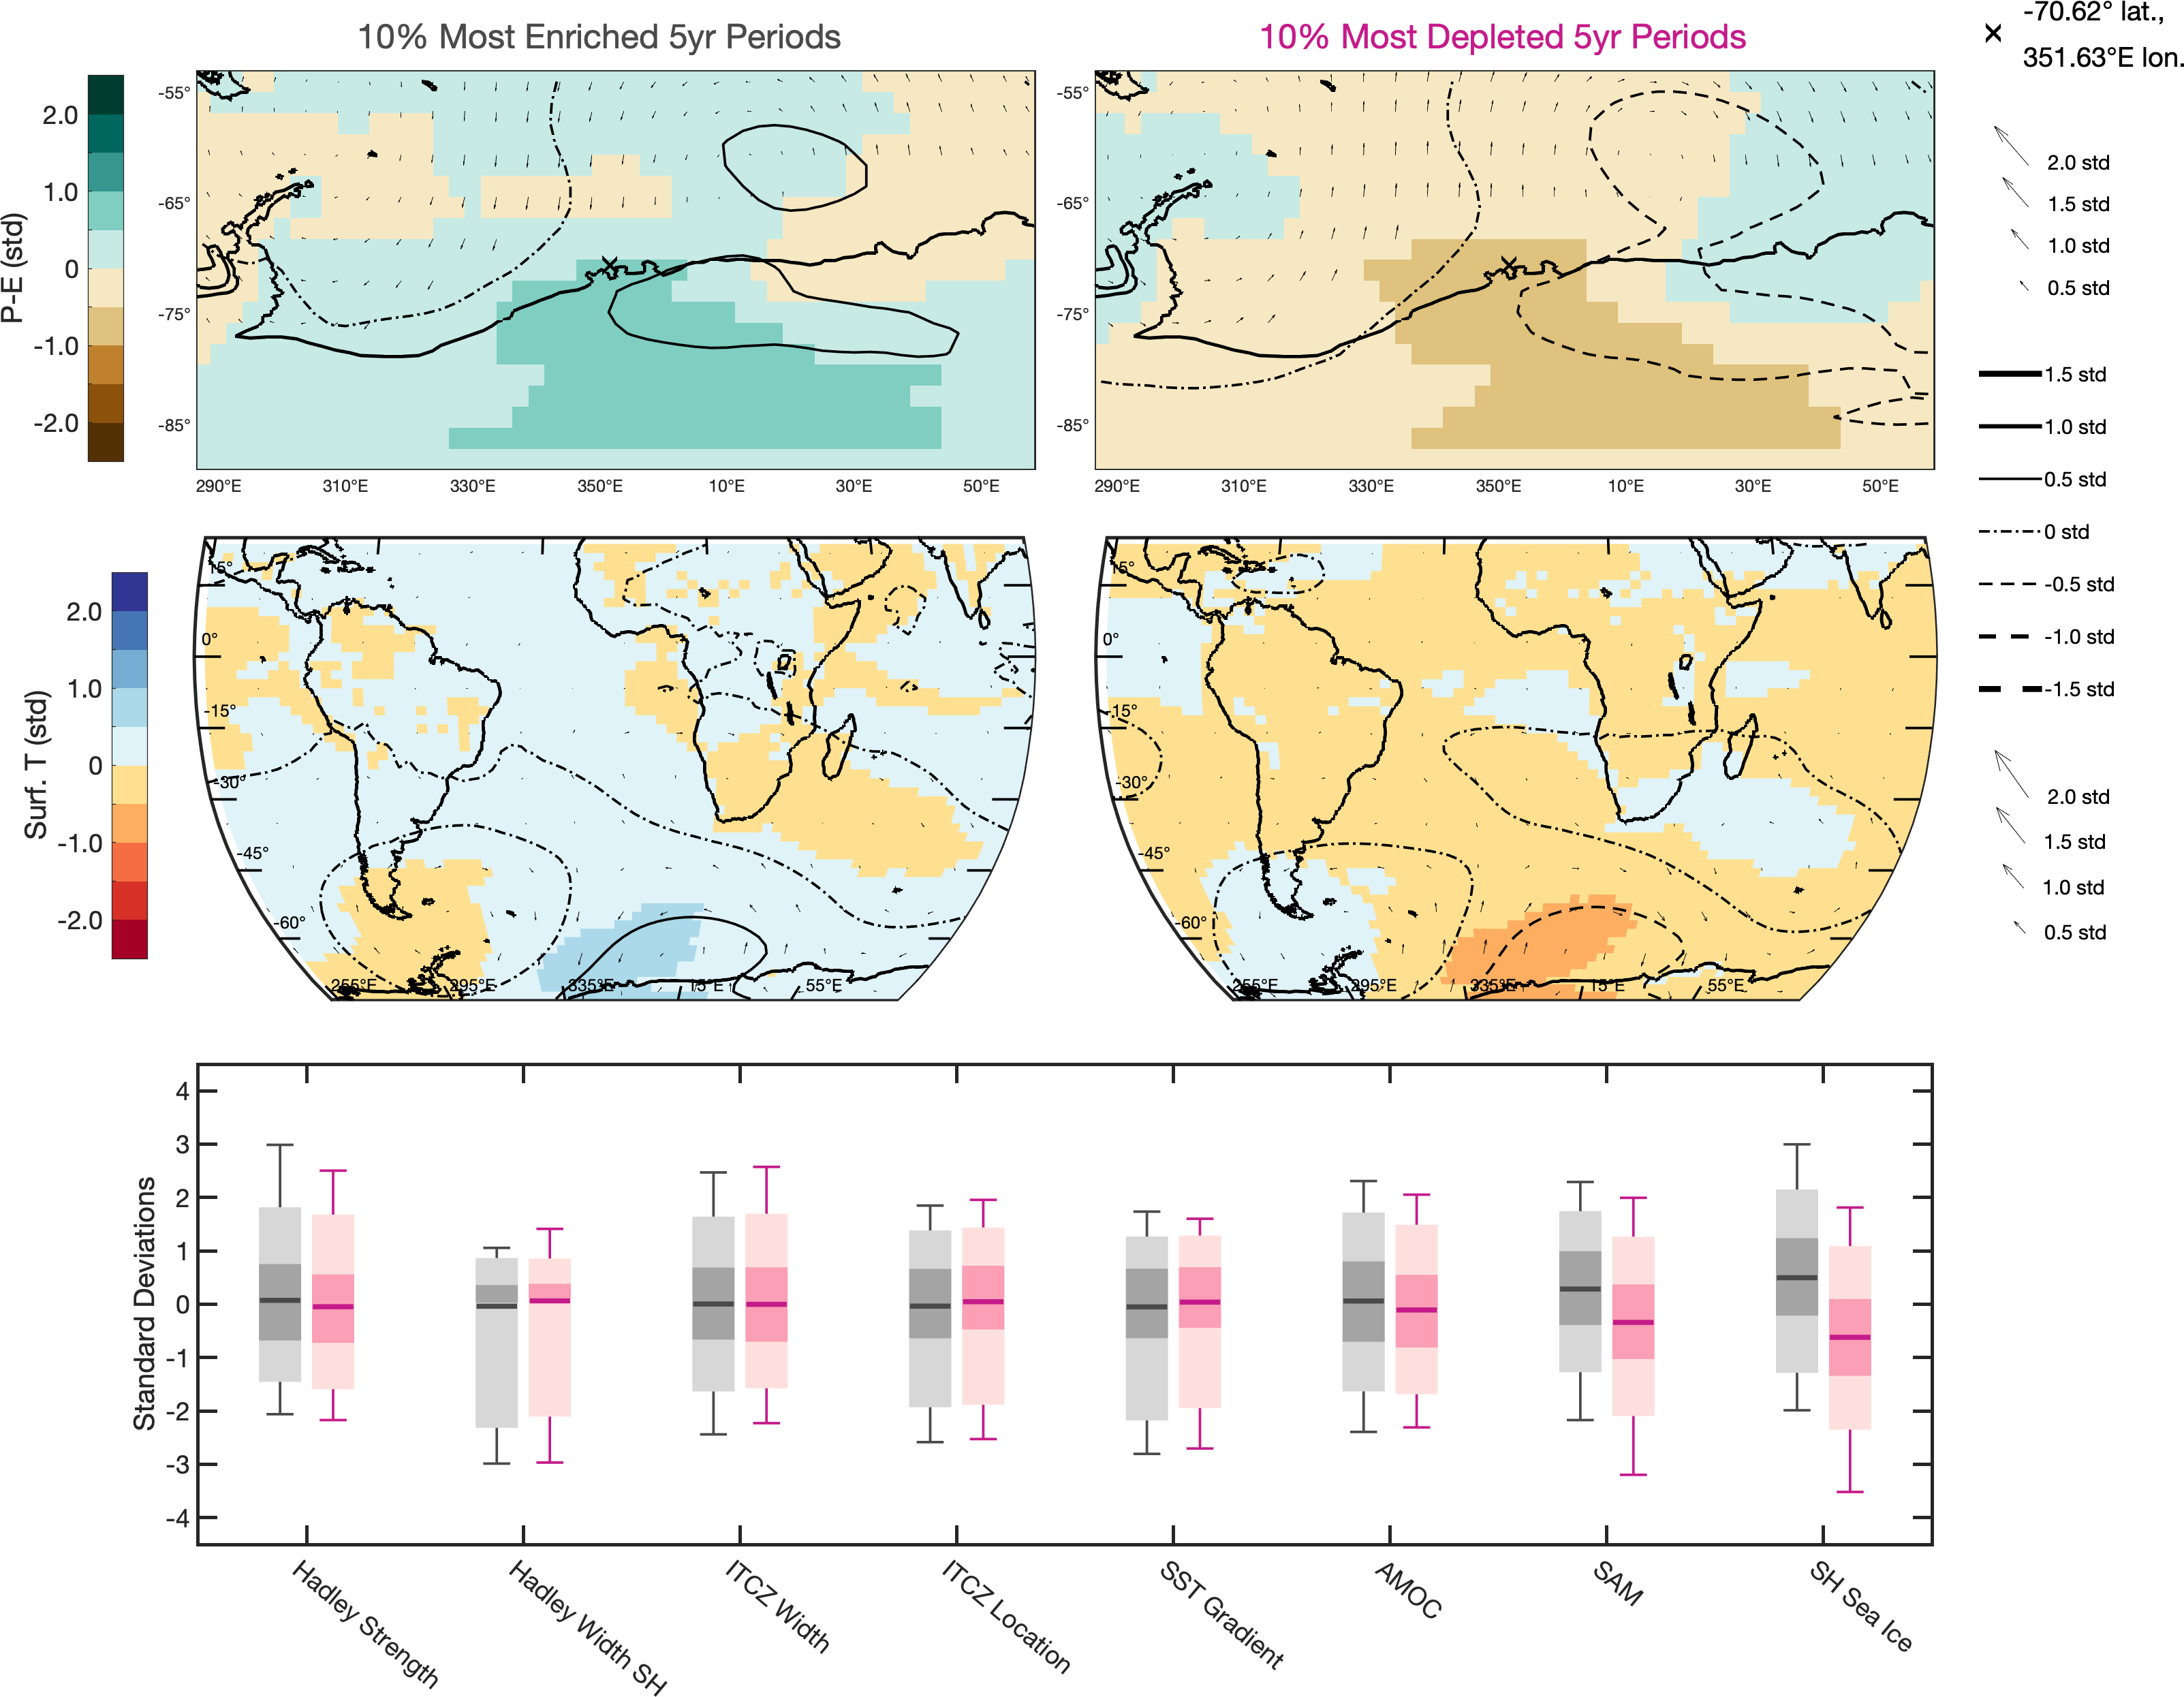 10% Most Enriched 5yr Periods
10% Most Depleted 5yr Periods
-70.62° lat.,
351.63°E lon.
P-E (std)
2.0
1.0
0
-1.0
-2.0
-55°
-65°
-75°
-85°
290°E 310°E 330°E 350°E 10°E 30°E 50°E
-55°
-65°
-75°
-85°
290°E 310°E 330°E 350°E 10°E 30°E 50°E
2.0 std
1.5 std
1.0 std
0.5 std
1.5 std
1.0 std
0.5 std
0 std
-0.5 std
-1.0 std
-1.5 std
2.0 std
1.5 std
1.0 std
0.5 std
Surf. T (std)
2.0
1.0
0
-1.0
-2.0
15°
0°
-15°
-30°
-45°
-60°
255°E 295°E 335°E 15°E 55°E
15°
0°
-15°
-30°
-45°
-60°
255°E 295°E 335°E 15°E 55°E
Standard Deviations
4
3
2
1
0
-1
-2
-3
-4
Hadley Strength
Hadley Width SH
ITCZ Width
ITCZ Location
SST Gradient
AMOC
SAM
SH Sea Ice